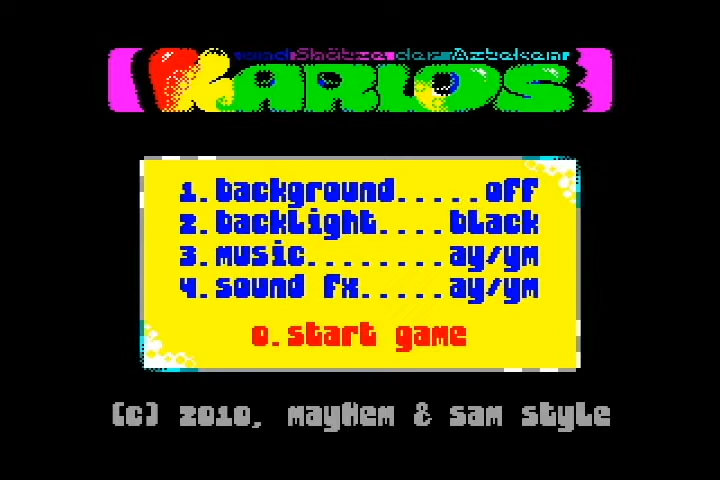 und Shätze der Azteken
KARLOS
1.background.....off
2.backlight....black
3.music........ay/ym
4.sound fx.....ay/ym
0.start game
(c) 2010, mayhem & sam style